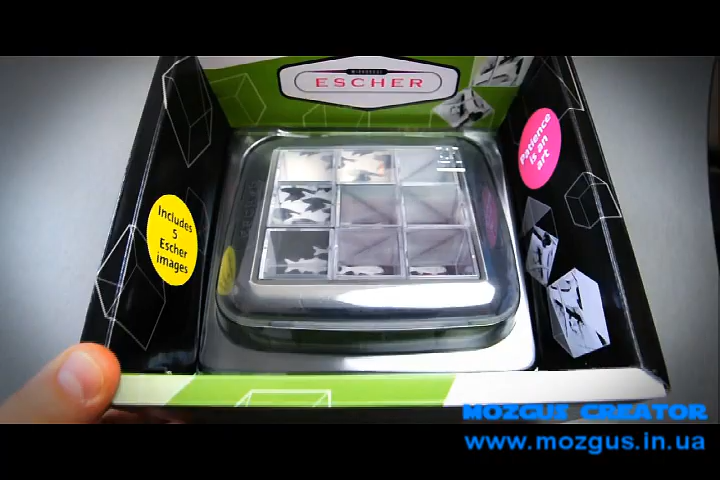 ESCHER
Patience
is an
art
Includes
5
Escher
images
MOZGUS CREATOR
www.mozgus.in.ua